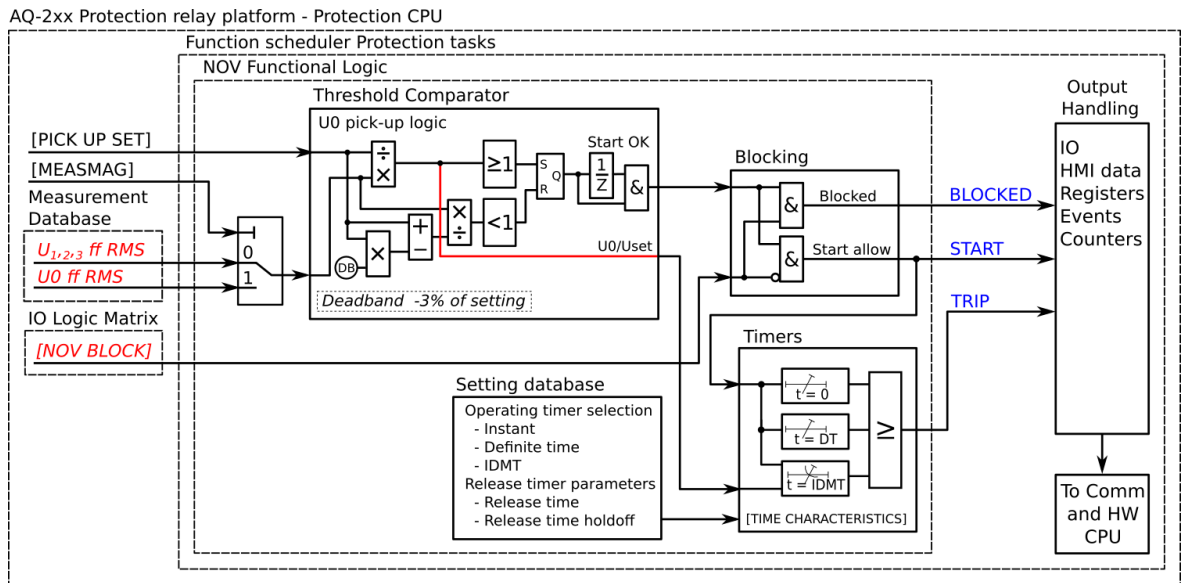 AQ-2xx Protection relay platform - Protection CPU
Function scheduler Protection tasks
NOV Functional Logic
Threshold Comparator
U0 pick-up logic
[PICK UP SET]
[MEASMAG]
Measurement
Database
U1,2,3 ff RMS
U0 ff RMS
0
1
IO Logic Matrix
[NOV BLOCK]
÷
×
≥1
S
Q
R
Start OK
1
Z
&
×
÷
<1
+
−
×
DB
U0/Uset
Deadband -3% of setting
Blocking
&
Blocked
&
Start allow
BLOCKED
START
TRIP
Output
Handling
IO
HMI data
Registers
Events
Counters
To Comm
and HW
CPU
Setting database
Operating timer selection
- Instant
- Definite time
- IDMT
Release timer parameters
- Release time
- Release time holdoff
Timers
t = 0
t = DT
t = IDMT
≥
[TIME CHARACTERISTICS]